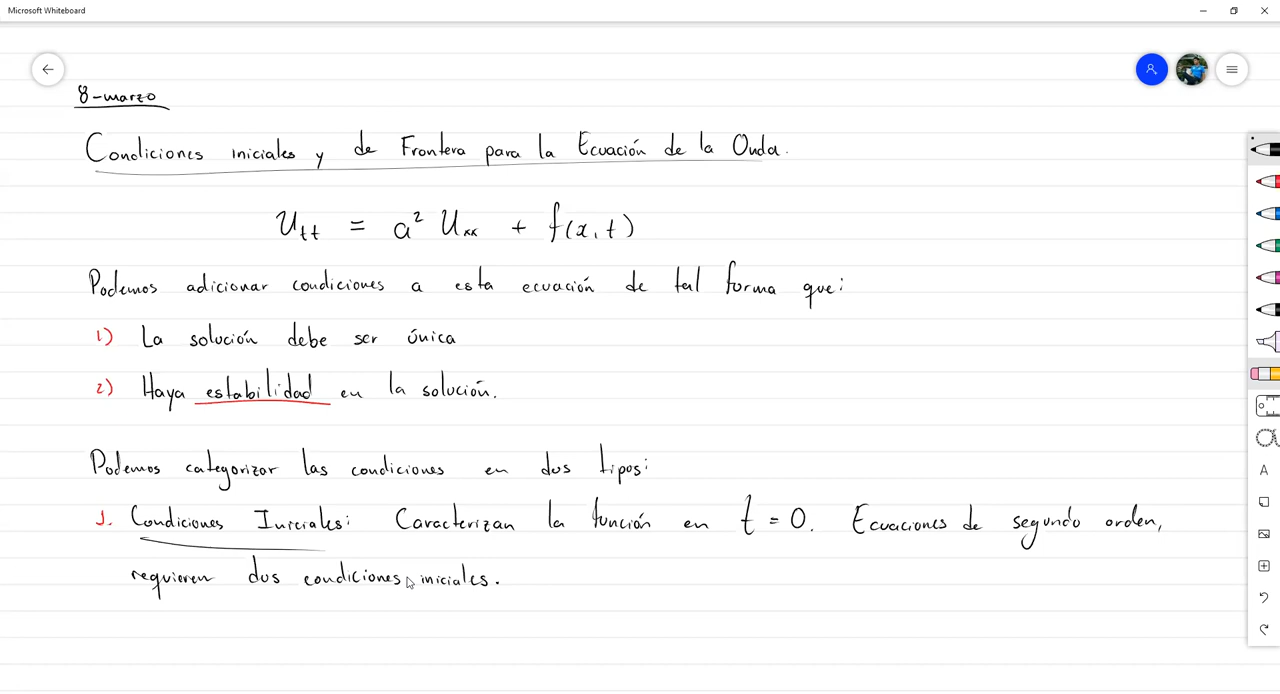 Microsoft Whiteboard
8-marzo
Condiciones iniciales y de Frontera para la Ecuación de la Onda.
U_tt = a² U_xx + f(x,t)
Podemos adicionar condiciones a esta ecuación de tal forma que:
1) La solución debe ser única
2) Haya estabilidad en la solución.
Podemos categorizar las condiciones en dos tipos:
1. Condiciones Iniciales: Caracterizan la función en t = 0. Ecuaciones de segundo orden,
requieren dos condiciones iniciales.